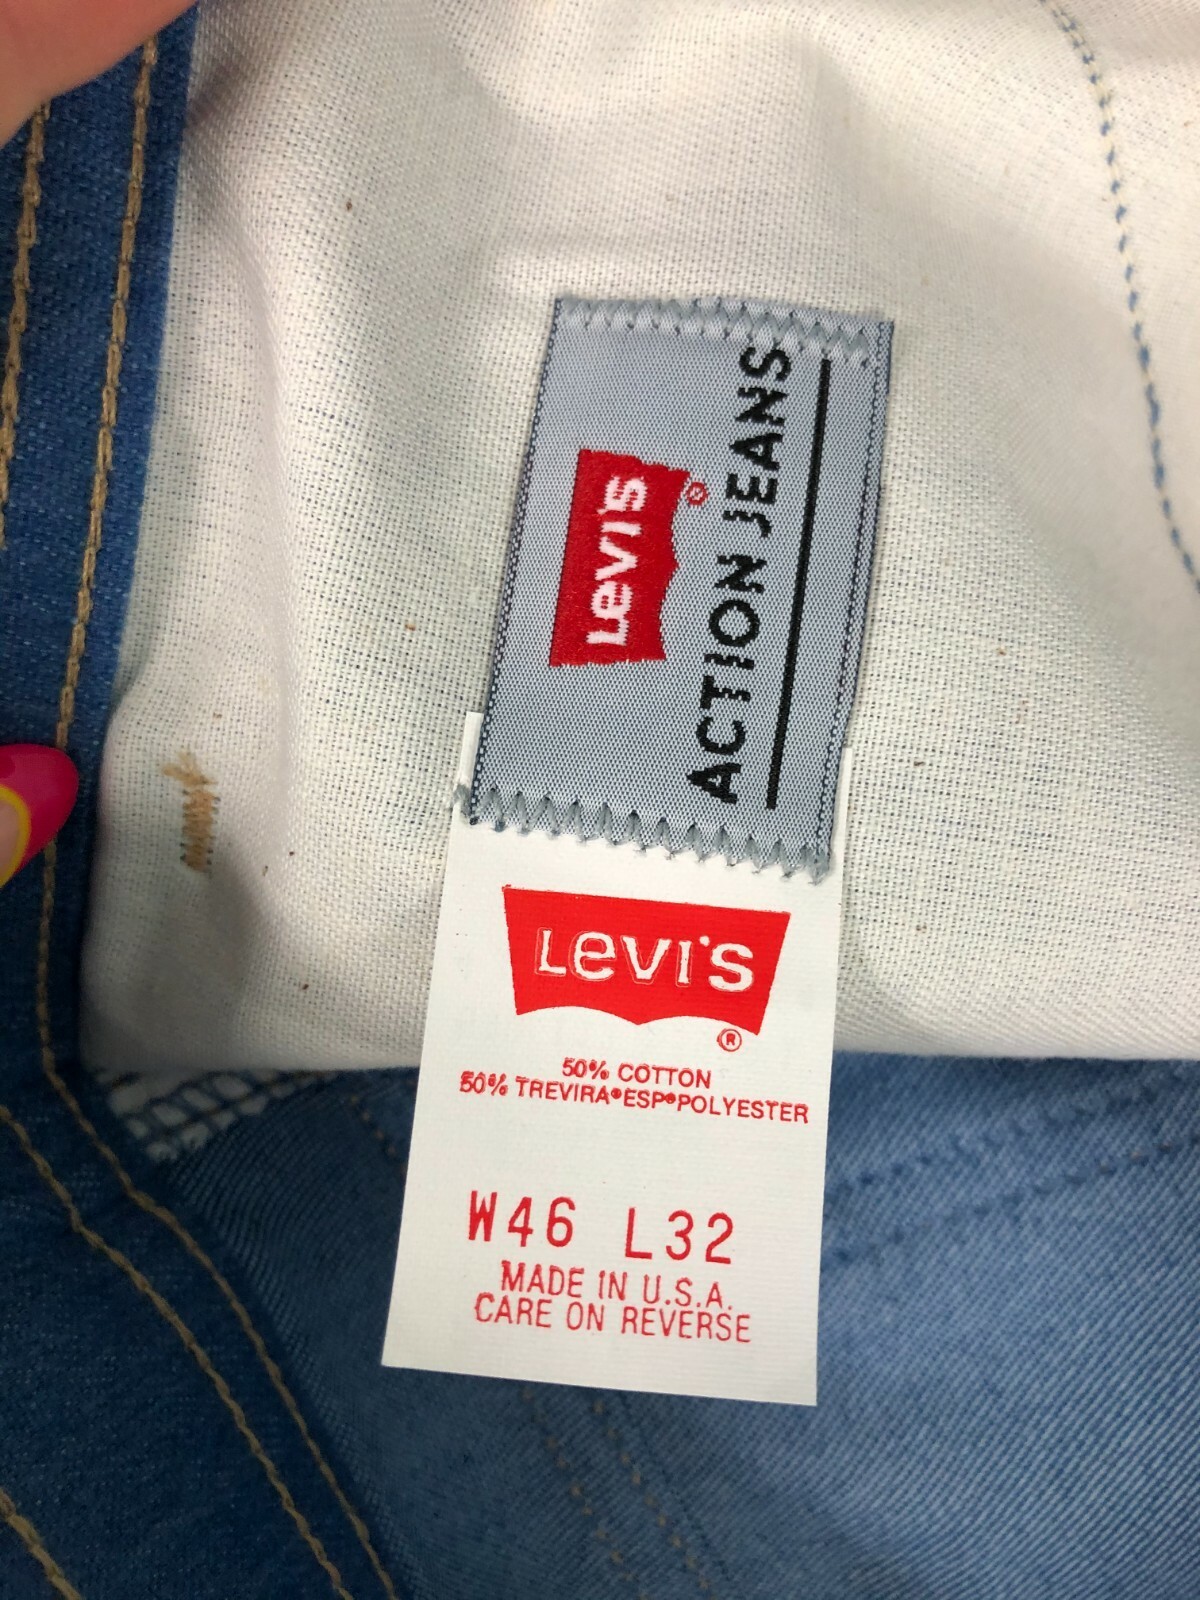 LEVI'S ®
ACTION JEANS
LEVI'S
®
50% COTTON
50% TREVIRA®ESP®POLYESTER
W46 L32
MADE IN U.S.A.
CARE ON REVERSE